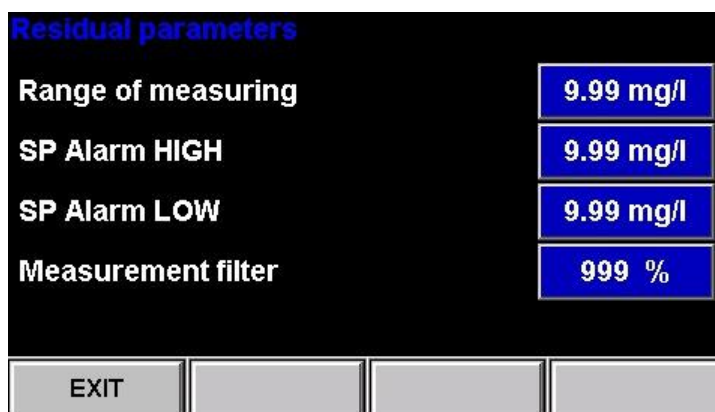 Residual parameters
Range of measuring 9.99 mg/l
SP Alarm HIGH 9.99 mg/l
SP Alarm LOW 9.99 mg/l
Measurement filter 999 %
EXIT